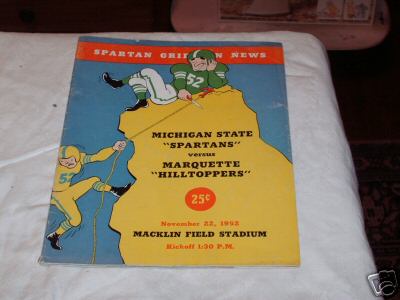 SPARTAN GRIDIRON NEWS
52
MICHIGAN STATE
"SPARTANS"
versus
MARQUETTE
"HILLTOPPERS"
52
25¢
November 22, 1952
MACKLIN FIELD STADIUM
Kickoff 1:30 P.M.